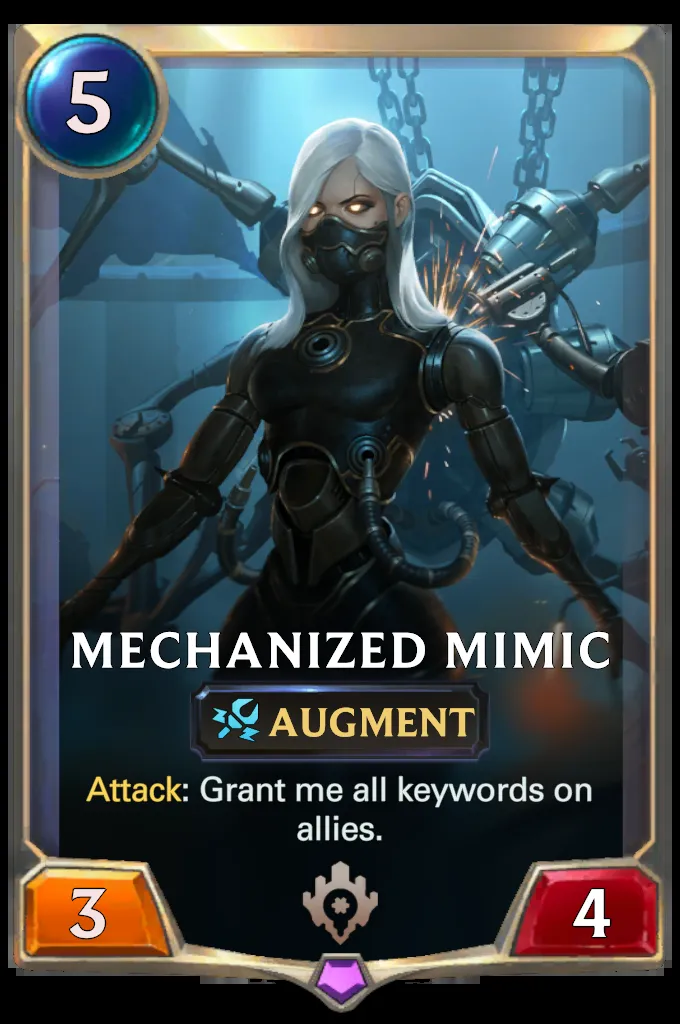 5
MECHANIZED MIMIC
AUGMENT
Attack: Grant me all keywords on
allies.
3
4